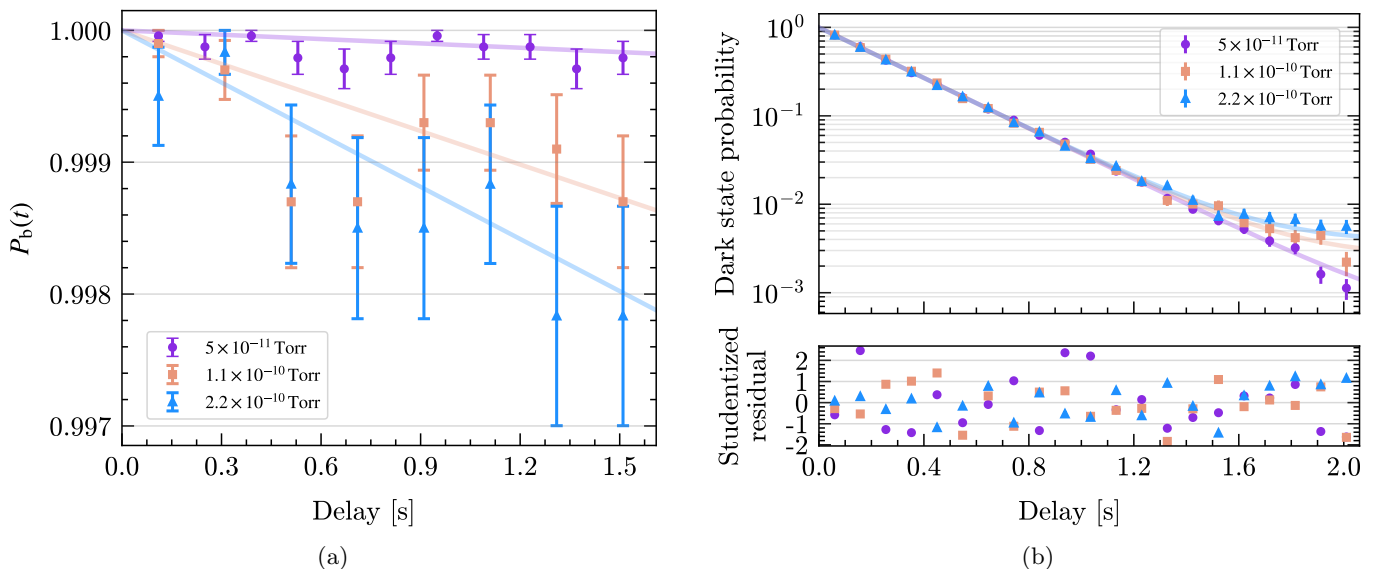 1.000
0.999
0.998
0.997
P_b(t)
5×10⁻¹¹ Torr
1.1×10⁻¹⁰ Torr
2.2×10⁻¹⁰ Torr
0.0 0.3 0.6 0.9 1.2 1.5
Delay [s]
(a)
10⁰
10⁻¹
10⁻²
10⁻³
Dark state probability
5×10⁻¹¹ Torr
1.1×10⁻¹⁰ Torr
2.2×10⁻¹⁰ Torr
2
1
0
-1
-2
Studentized
residual
0.0 0.4 0.8 1.2 1.6 2.0
Delay [s]
(b)